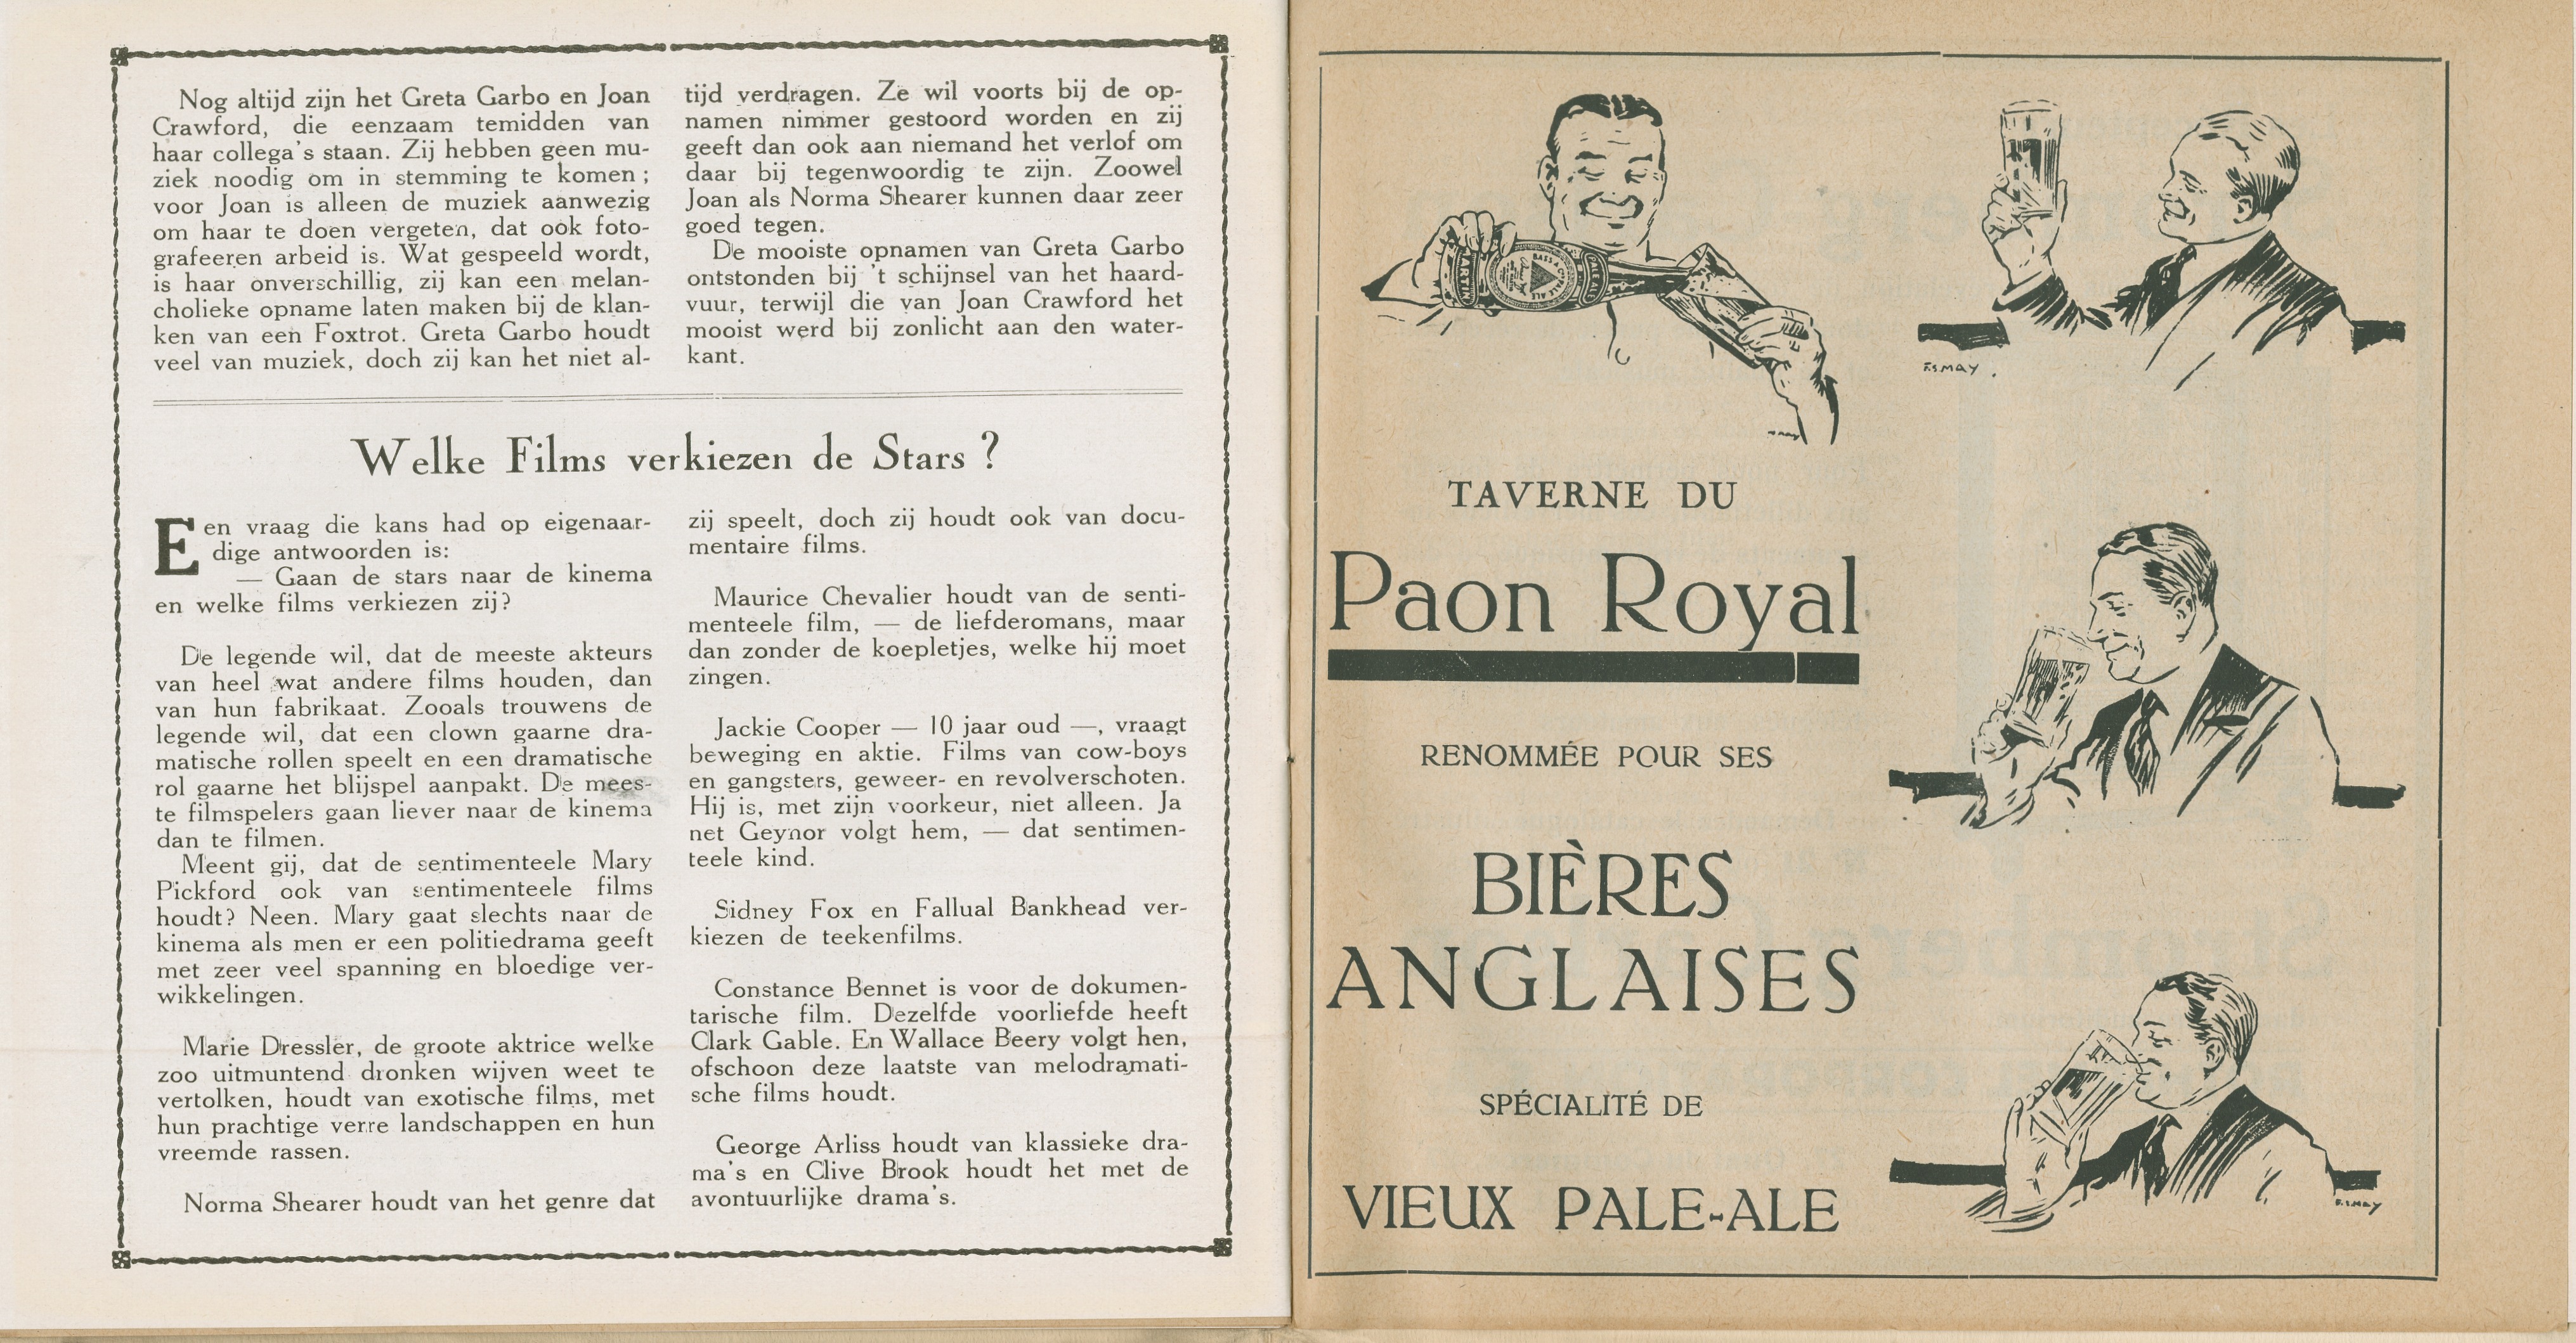 Nog altijd zijn het Greta Garbo en Joan
Crawford, die eenzaam temidden van
haar collega's staan. Zij hebben geen mu-
ziek noodig om in stemming te komen ;
voor Joan is alleen de muziek aanwezig
om haar te doen vergeten, dat ook foto-
grafeeren arbeid is. Wat gespeeld wordt,
is haar onverschillig, zij kan een melan-
cholieke opname laten maken bij de klan-
ken van een Foxtrot. Greta Garbo houdt
veel van muziek, doch zij kan het niet al-
tijd verdragen. Ze wil voorts bij de op-
namen nimmer gestoord worden en zij
geeft dan ook aan niemand het verlof om
daar bij tegenwoordig te zijn. Zoowel
Joan als Norma Shearer kunnen daar zeer
goed tegen.
De mooiste opnamen van Greta Garbo
ontstonden bij 't schijnsel van het haard-
vuur, terwijl die van Joan Crawford het
mooist werd bij zonlicht aan den water-
kant.
Welke Films verkiezen de Stars ?
Een vraag die kans had op eigenaar-
dige antwoorden is:
— Gaan de stars naar de kinema
en welke films verkiezen zij?
De legende wil, dat de meeste akteurs
van heel wat andere films houden, dan
van hun fabrikaat. Zooals trouwens de
legende wil, dat een clown gaarne dra-
matische rollen speelt en een dramatische
rol gaarne het blijspel aanpakt. De mees-
te filmspelers gaan liever naar de kinema
dan te filmen.
Meent gij, dat de sentimenteele Mary
Pickford ook van sentimenteele films
houdt? Neen. Mary gaat slechts naar de
kinema als men er een politiedrama geeft
met zeer veel spanning en bloedige ver-
wikkelingen.
Marie Dressler, de groote aktrice welke
zoo uitmuntend dronken wijven weet te
vertolken, houdt van exotische films, met
hun prachtige verre landschappen en hun
vreemde rassen.
Norma Shearer houdt van het genre dat
zij speelt, doch zij houdt ook van docu-
mentaire films.
Maurice Chevalier houdt van de senti-
menteele film, — de liefderomans, maar
dan zonder de koepletjes, welke hij moet
zingen.
Jackie Cooper — 10 jaar oud —, vraagt
beweging en aktie. Films van cow-boys
en gangsters, geweer- en revolverschoten.
Hij is, met zijn voorkeur, niet alleen. Ja
net Geynor volgt hem, — dat sentimen-
teele kind.
Sidney Fox en Fallual Bankhead ver-
kiezen de teekenfilms.
Constance Bennet is voor de dokumen-
tarische film. Dezelfde voorliefde heeft
Clark Gable. En Wallace Beery volgt hen,
ofschoon deze laatste van melodramati-
sche films houdt.
George Arliss houdt van klassieke dra-
ma's en Clive Brook houdt het met de
avontuurlijke drama's.
MARTIN
BASS & Co PALE ALE
PALE ALE
F.S.MAY.
TAVERNE DU
Paon Royal
RENOMMÉE POUR SES
BIÈRES
ANGLAISES
SPÉCIALITÉ DE
VIEUX PALE-ALE
F.S.MAY